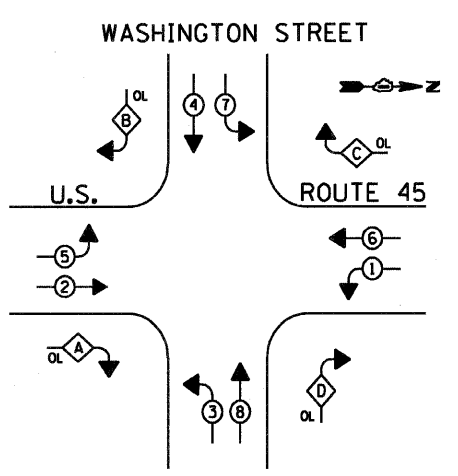 WASHINGTON STREET
4 7
N
OL
B
C OL
U.S. ROUTE 45
5 6
2 1
OL A
D
3 8
OL